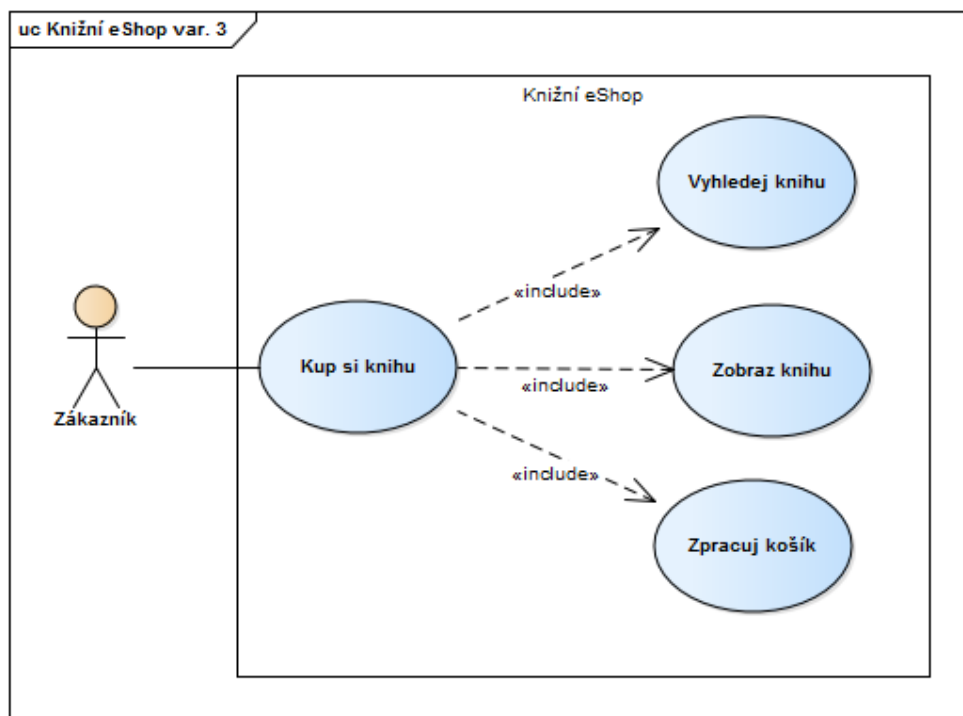 uc Knižní eShop var. 3
Knižní eShop
Vyhledej knihu
«include»
Kup si knihu
Zobraz knihu
«include»
Zákazník
«include»
Zpracuj košík